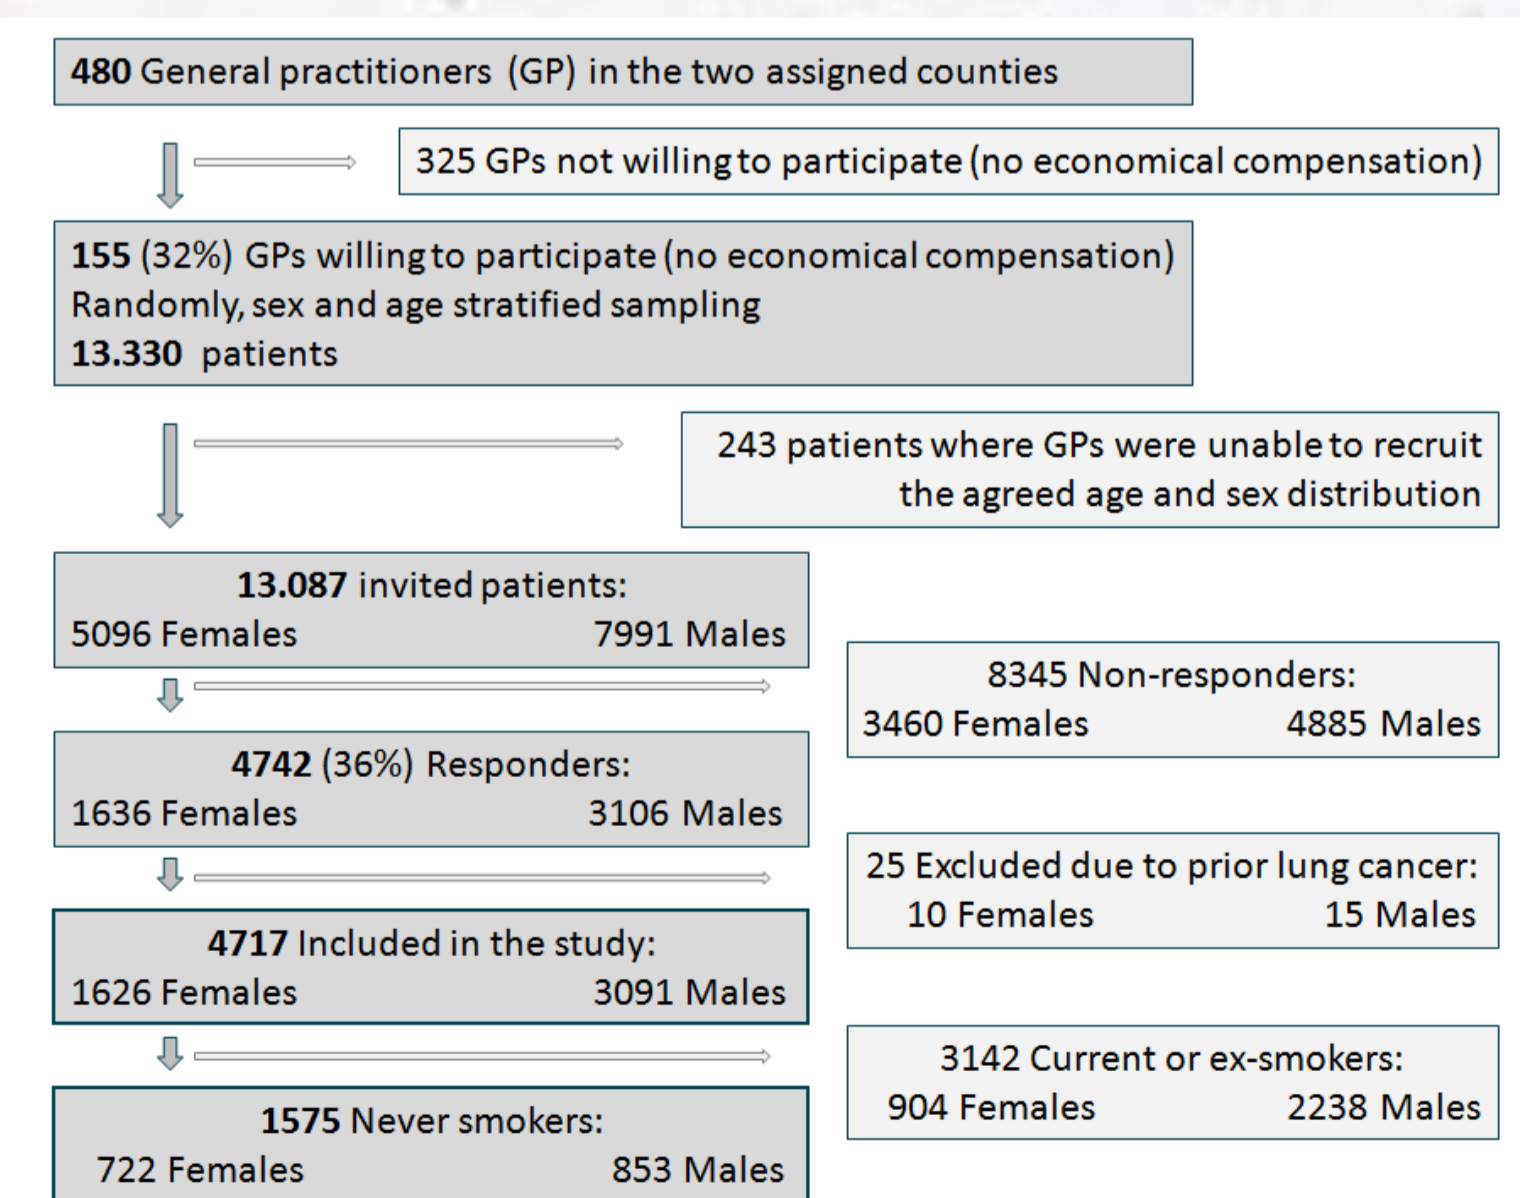 480 General practitioners (GP) in the two assigned counties
325 GPs not willing to participate (no economical compensation)
155 (32%) GPs willing to participate (no economical compensation)
Randomly, sex and age stratified sampling
13.330 patients
243 patients where GPs were unable to recruit
the agreed age and sex distribution
13.087 invited patients:
5096 Females 7991 Males
8345 Non-responders:
3460 Females 4885 Males
4742 (36%) Responders:
1636 Females 3106 Males
25 Excluded due to prior lung cancer:
10 Females 15 Males
4717 Included in the study:
1626 Females 3091 Males
3142 Current or ex-smokers:
904 Females 2238 Males
1575 Never smokers:
722 Females 853 Males